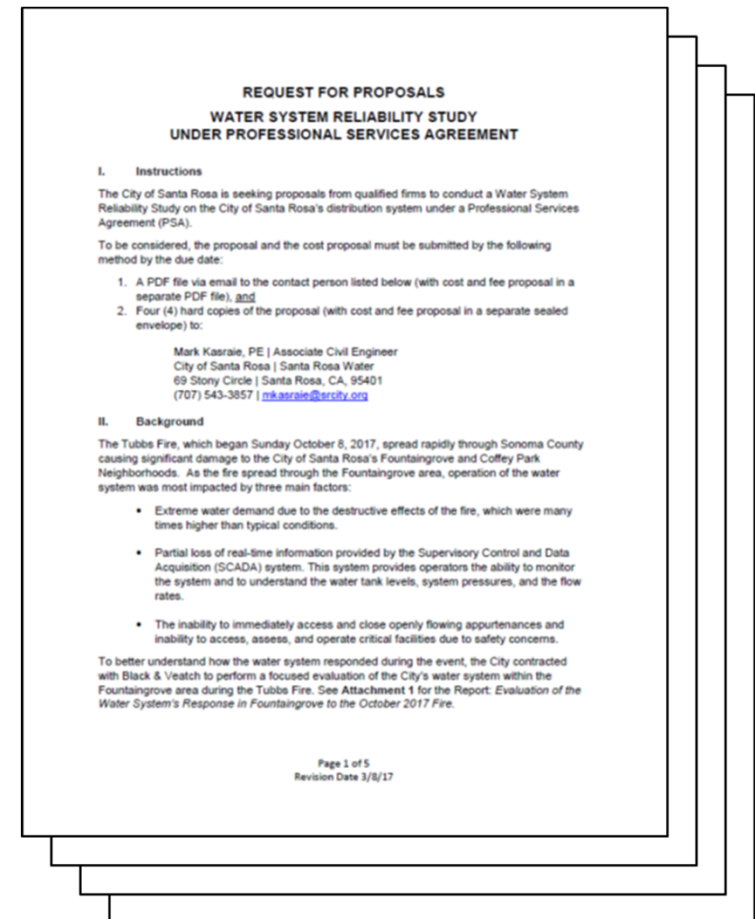 REQUEST FOR PROPOSALS
WATER SYSTEM RELIABILITY STUDY
UNDER PROFESSIONAL SERVICES AGREEMENT
I. Instructions
The City of Santa Rosa is seeking proposals from qualified firms to conduct a Water System
Reliability Study on the City of Santa Rosa's distribution system under a Professional Services
Agreement (PSA).
To be considered, the proposal and the cost proposal must be submitted by the following
method by the due date:
1. A PDF file via email to the contact person listed below (with cost and fee proposal in a
separate PDF file), and
2. Four (4) hard copies of the proposal (with cost and fee proposal in a separate sealed
envelope) to:
Mark Kasraie, PE | Associate Civil Engineer
City of Santa Rosa | Santa Rosa Water
69 Stony Circle | Santa Rosa, CA, 95401
(707) 543-3857 | mkasraie@srcity.org
II. Background
The Tubbs Fire, which began Sunday October 8, 2017, spread rapidly through Sonoma County
causing significant damage to the City of Santa Rosa's Fountaingrove and Coffey Park
Neighborhoods. As the fire spread through the Fountaingrove area, operation of the water
system was most impacted by three main factors:
• Extreme water demand due to the destructive effects of the fire, which were many
times higher than typical conditions.
• Partial loss of real-time information provided by the Supervisory Control and Data
Acquisition (SCADA) system. This system provides operators the ability to monitor
the system and to understand the water tank levels, system pressures, and the flow
rates.
• The inability to immediately access and close openly flowing appurtenances and
inability to access, assess, and operate critical facilities due to safety concerns.
To better understand how the water system responded during the event, the City contracted
with Black & Veatch to perform a focused evaluation of the City's water system within the
Fountaingrove area during the Tubbs Fire. See Attachment 1 for the Report: Evaluation of the
Water System's Response in Fountaingrove to the October 2017 Fire.
Page 1 of 5
Revision Date 3/8/17